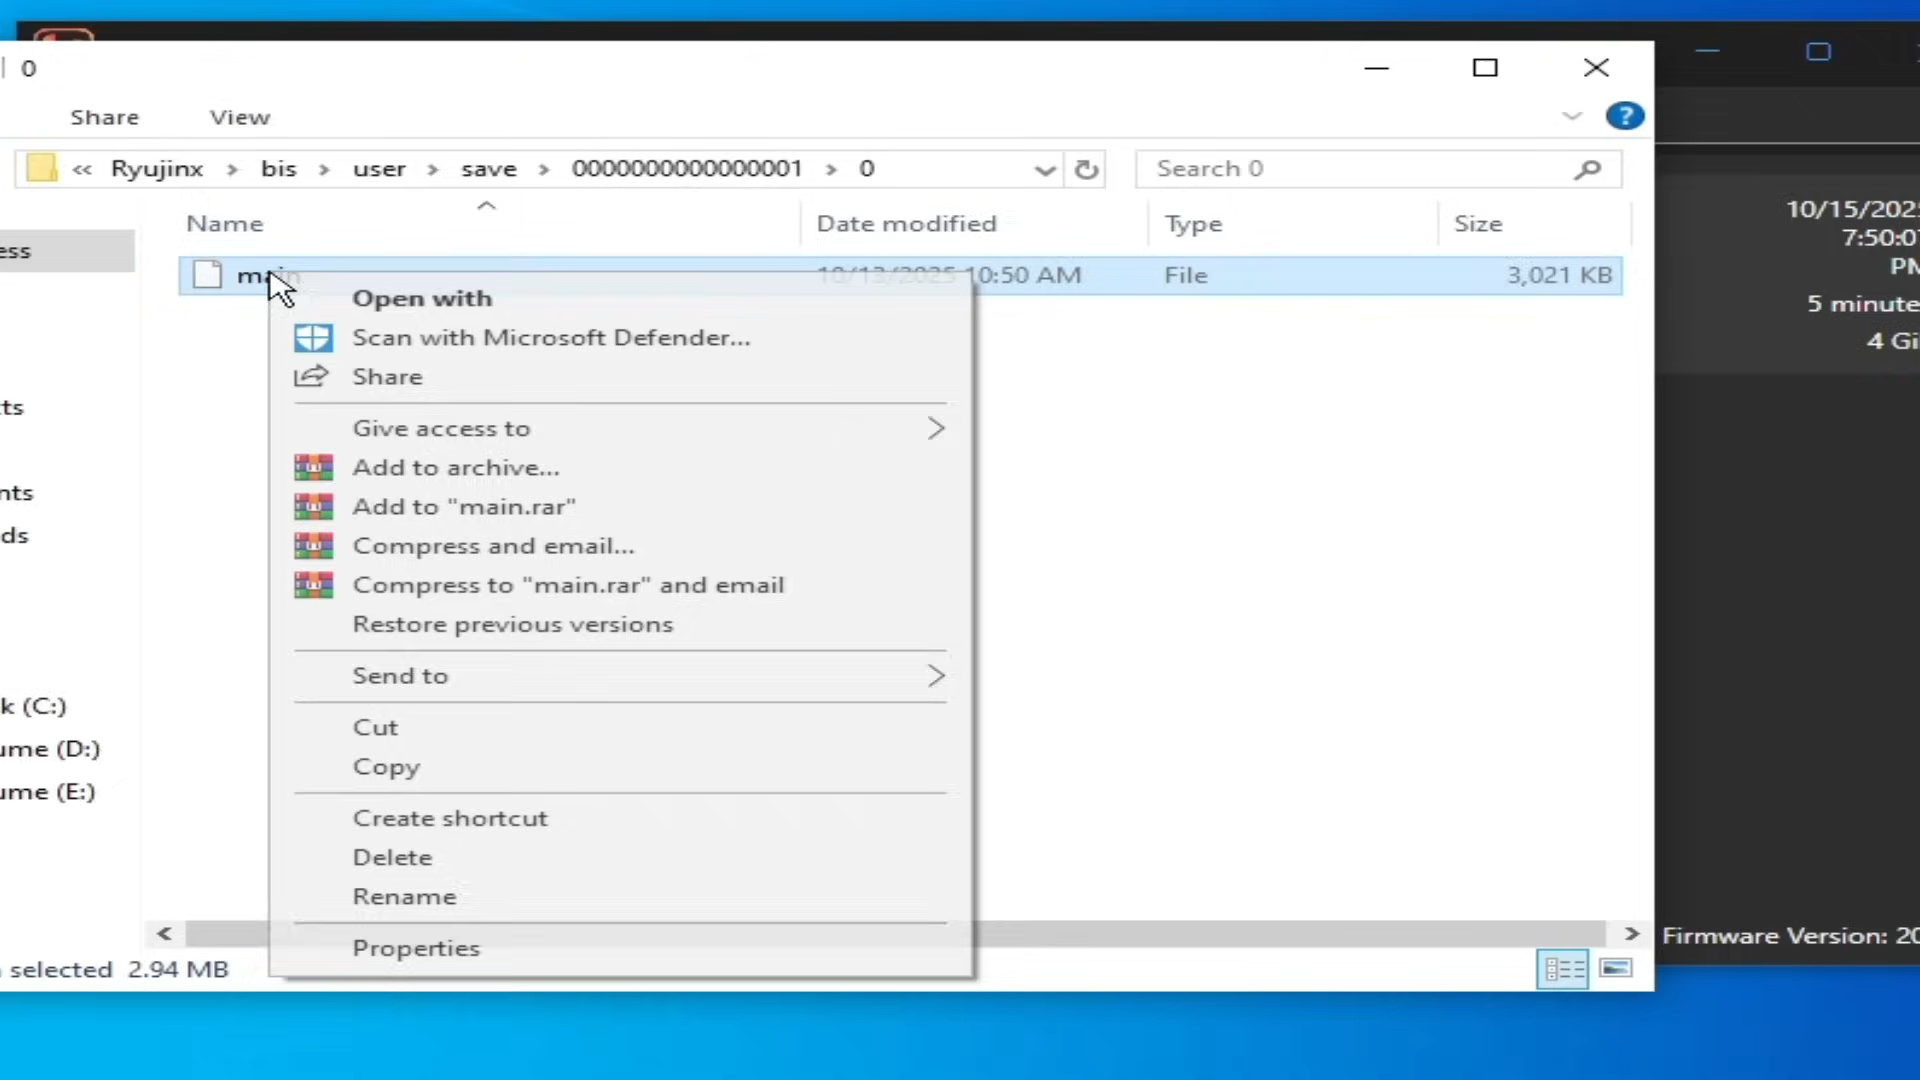 0
Share View
« Ryujinx > bis > user > save > 0000000000000001 > 0
Search 0
Name Date modified Type Size
main 10/13/2025 10:50 AM File 3,021 KB
Open with
Scan with Microsoft Defender...
Share
Give access to
Add to archive...
Add to "main.rar"
Compress and email...
Compress to "main.rar" and email
Restore previous versions
Send to
Cut
Copy
Create shortcut
Delete
Rename
Properties
ess
ts
nts
ds
k (C:)
ume (D:)
ume (E:)
selected 2.94 MB
10/15/2025
7:50:07
PM
5 minute
4 Gi
Firmware Version: 20